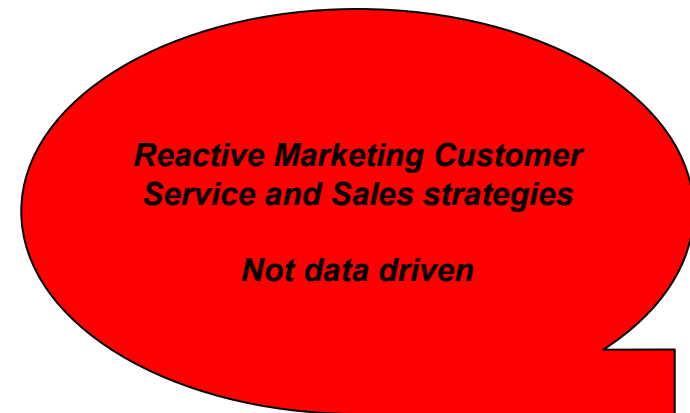 Reactive Marketing Customer
Service and Sales strategies
Not data driven